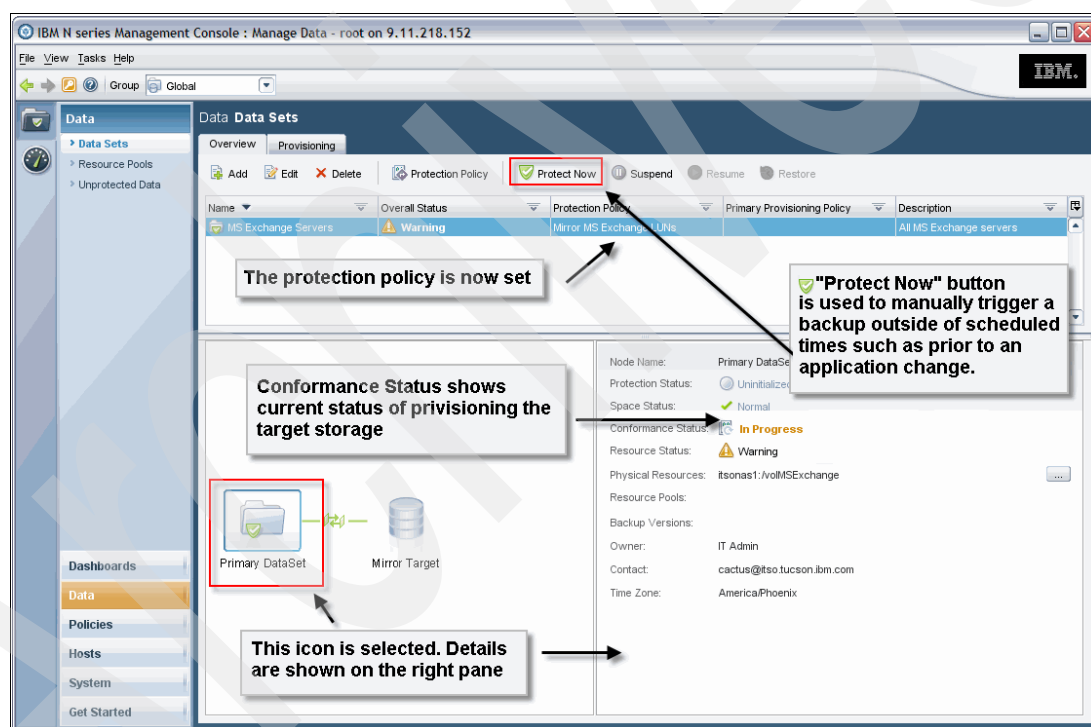 IBM N series Management Console : Manage Data - root on 9.11.218.152
File View Tasks Help
IBM.
Group Global
Data
Data Sets
Resource Pools
Unprotected Data
Dashboards
Data
Policies
Hosts
System
Get Started
Data Data Sets
Overview Provisioning
Add Edit Delete Protection Policy Protect Now Suspend Resume Restore
Name Overall Status Protection Policy Primary Provisioning Policy Description
MS Exchange Servers Warning Mirror MS Exchange LUNs All MS Exchange servers
The protection policy is now set
"Protect Now" button
is used to manually trigger a
backup outside of scheduled
times such as prior to an
application change.
Conformance Status shows
current status of privisioning the
target storage
Primary DataSet
Mirror Target
This icon is selected. Details
are shown on the right pane
Node Name: Primary DataSe
Protection Status: Uninitialized
Space Status: Normal
Conformance Status: In Progress
Resource Status: Warning
Physical Resources: itsonas1:/volMSExchange ...
Resource Pools:
Backup Versions:
Owner: IT Admin
Contact: cactus@itso.tucson.ibm.com
Time Zone: America/Phoenix